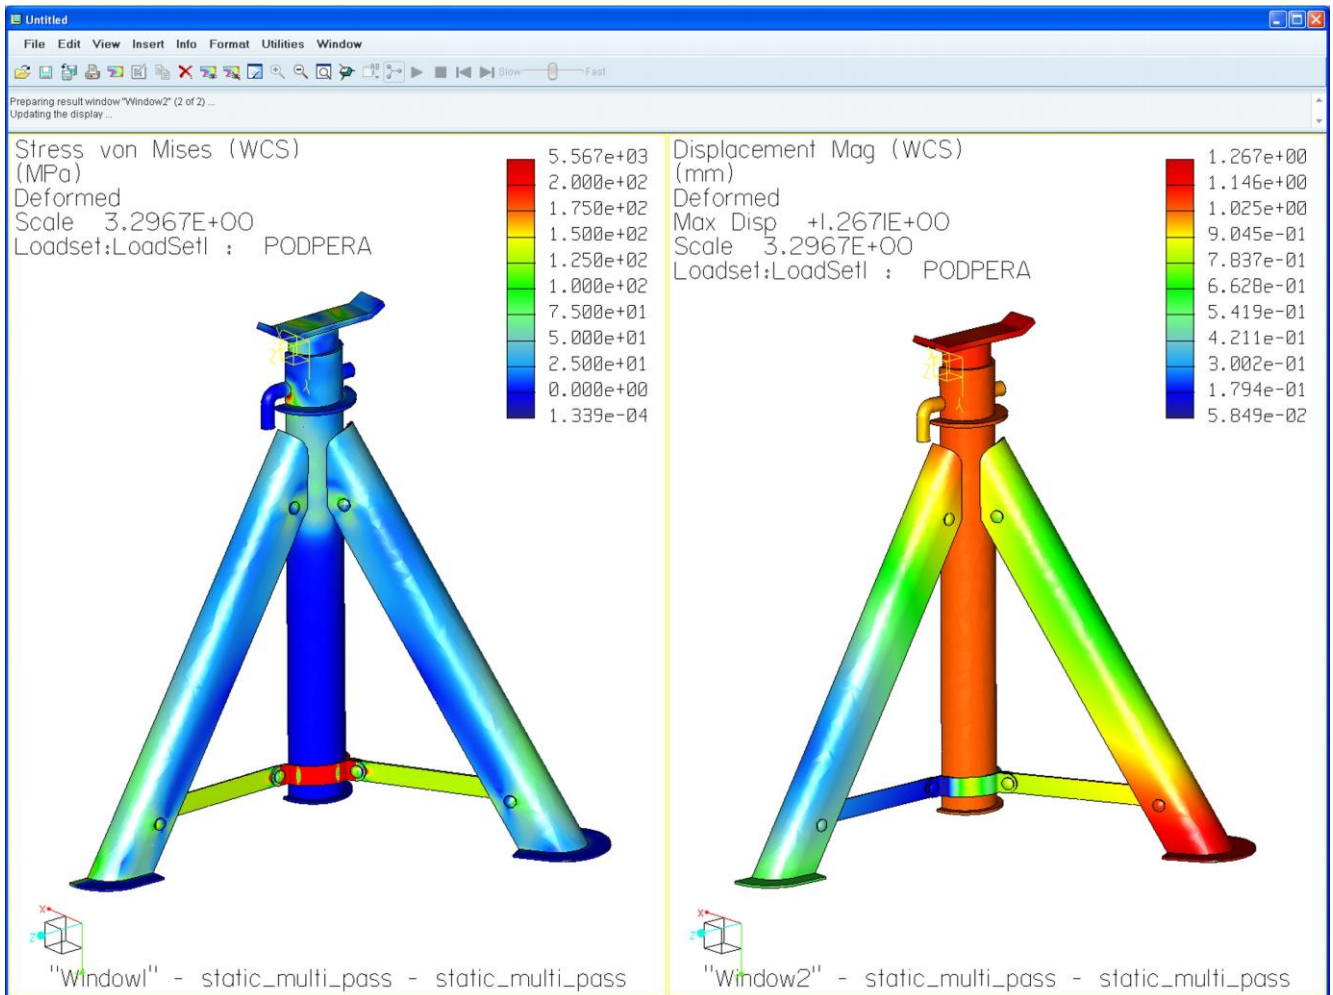 Untitled
File Edit View Insert Info Format Utilities Window
Slow Fast
Preparing result window "Window2" (2 of 2) ...
Updating the display ...
Stress von Mises (WCS)
(MPa)
Deformed
Scale 3.2967E+00
Loadset:LoadSet1 : PODPERA
5.567e+03
2.000e+02
1.750e+02
1.500e+02
1.250e+02
1.000e+02
7.500e+01
5.000e+01
2.500e+01
0.000e+00
1.339e-04
Displacement Mag (WCS)
(mm)
Deformed
Max Disp +1.2671E+00
Scale 3.2967E+00
Loadset:LoadSet1 : PODPERA
1.267e+00
1.146e+00
1.025e+00
9.045e-01
7.837e-01
6.628e-01
5.419e-01
4.211e-01
3.002e-01
1.794e-01
5.849e-02
X
Z
X
Z
"Window1" - static_multi_pass - static_multi_pass
"Window2" - static_multi_pass - static_multi_pass